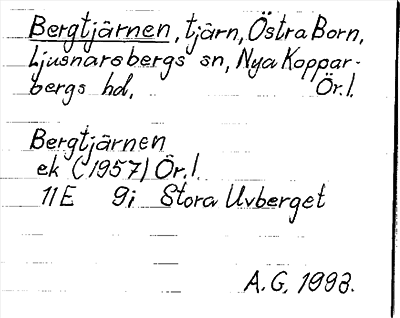 Bergtjärnen, tjärn, Östra Born,
Ljusnarsbergs sn, Nya Koppar-
bergs hd, Ör.l.
Bergtjärnen
ek (1957) Ör.l.
11E 9i Stora Uvberget
A.G, 1993.